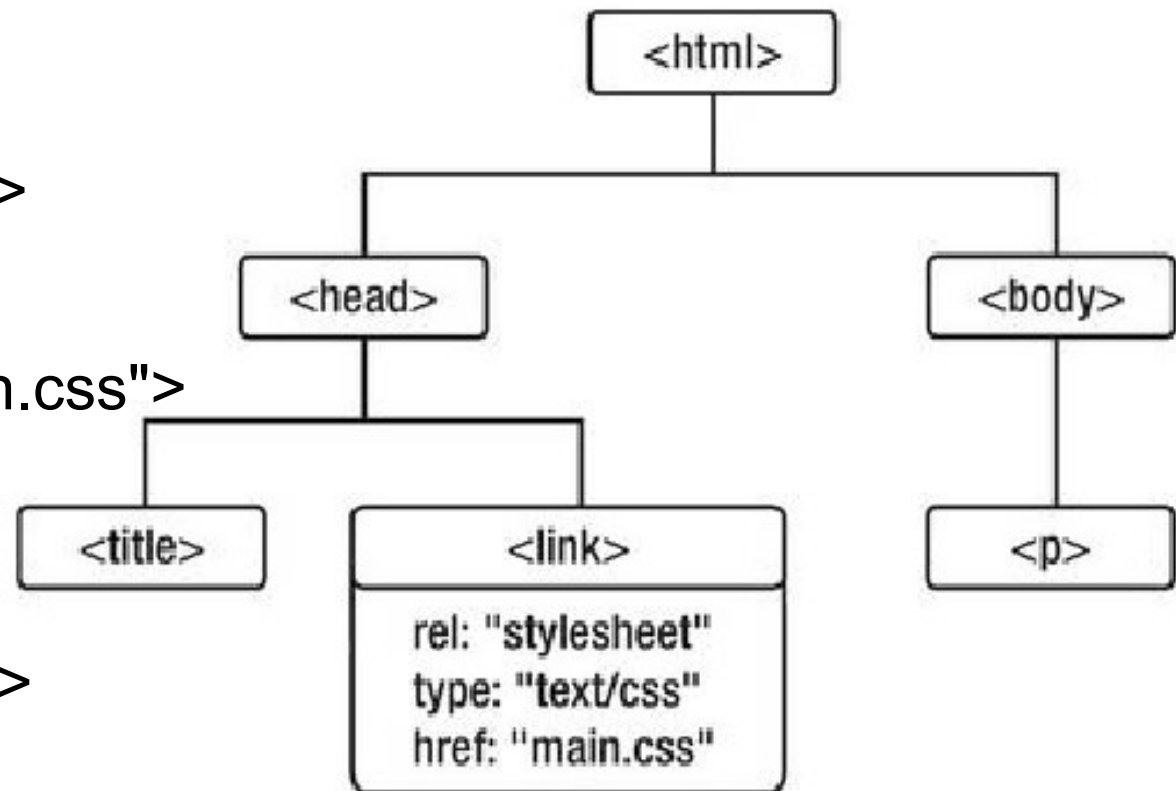 <html>
>
<head>
<body>
n.css">
<title>
<link>
<p>
rel: "stylesheet"
>
type: "text/css"
href: "main.css"